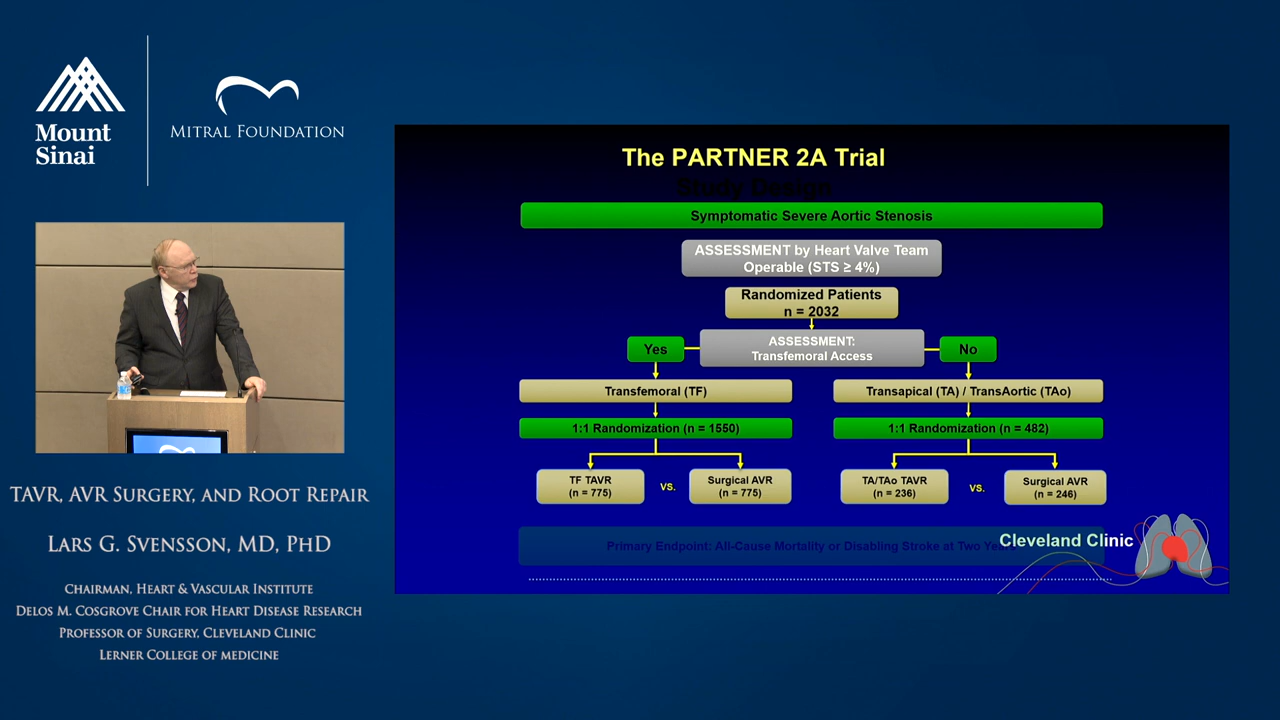 Mount
Sinai
MITRAL FOUNDATION
TAVR, AVR SURGERY, AND ROOT REPAIR
LARS G. SVENSSON, MD, PHD
CHAIRMAN, HEART & VASCULAR INSTITUTE
DELOS M. COSGROVE CHAIR FOR HEART DISEASE RESEARCH
PROFESSOR OF SURGERY, CLEVELAND CLINIC
LERNER COLLEGE OF MEDICINE
The PARTNER 2A Trial
Study Design
Symptomatic Severe Aortic Stenosis
ASSESSMENT by Heart Valve Team
Operable (STS ≥ 4%)
Randomized Patients
n = 2032
ASSESSMENT:
Transfemoral Access
Yes
No
Transfemoral (TF)
Transapical (TA) / TransAortic (TAo)
1:1 Randomization (n = 1550)
1:1 Randomization (n = 482)
TF TAVR
(n = 775)
VS.
Surgical AVR
(n = 775)
TA/TAo TAVR
(n = 236)
VS.
Surgical AVR
(n = 246)
Primary Endpoint: All-Cause Mortality or Disabling Stroke at Two Years
Cleveland Clinic